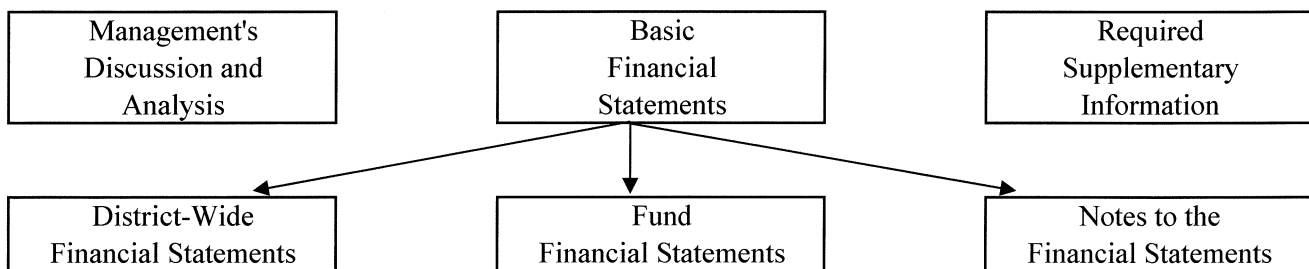 Management's
Discussion and
Analysis
Basic
Financial
Statements
Required
Supplementary
Information
District-Wide
Financial Statements
Fund
Financial Statements
Notes to the
Financial Statements